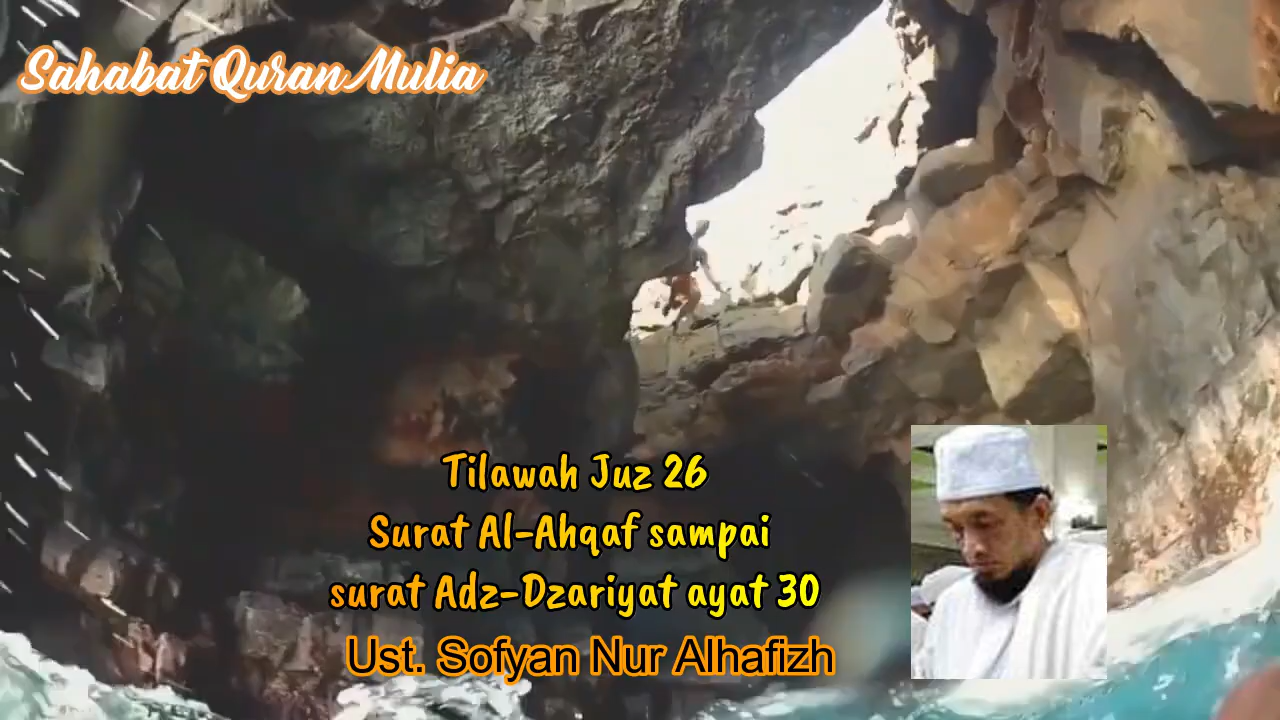 Sahabat Quran Mulia
Tilawah Juz 26
Surat Al-Ahqaf sampai
surat Adz-Dzariyat ayat 30
Ust. Sofyan Nur Alhafizh